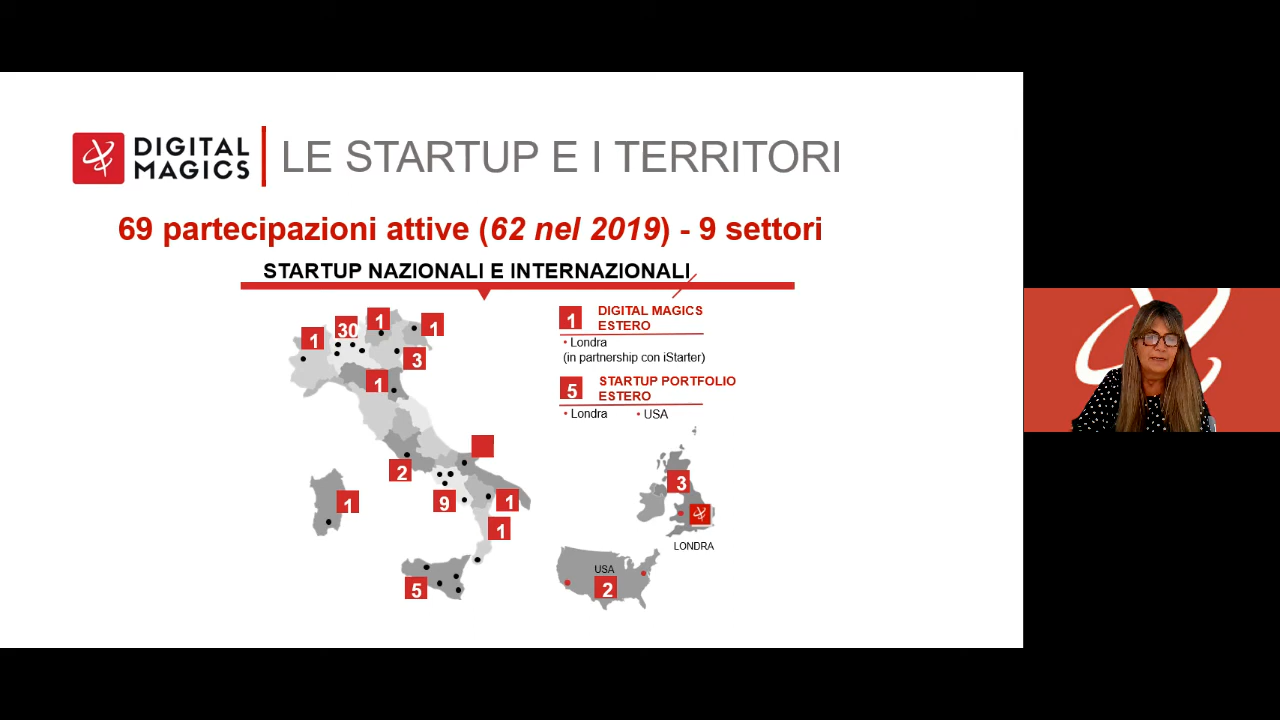 DIGITAL
MAGICS
LE STARTUP E I TERRITORI
69 partecipazioni attive (62 nel 2019) - 9 settori
STARTUP NAZIONALI E INTERNAZIONALI
1
30
1
1
3
1
2
9
1
1
1
5
1
DIGITAL MAGICS
ESTERO
• Londra
(in partnership con iStarter)
5
STARTUP PORTFOLIO
ESTERO
• Londra
• USA
3
LONDRA
USA
2